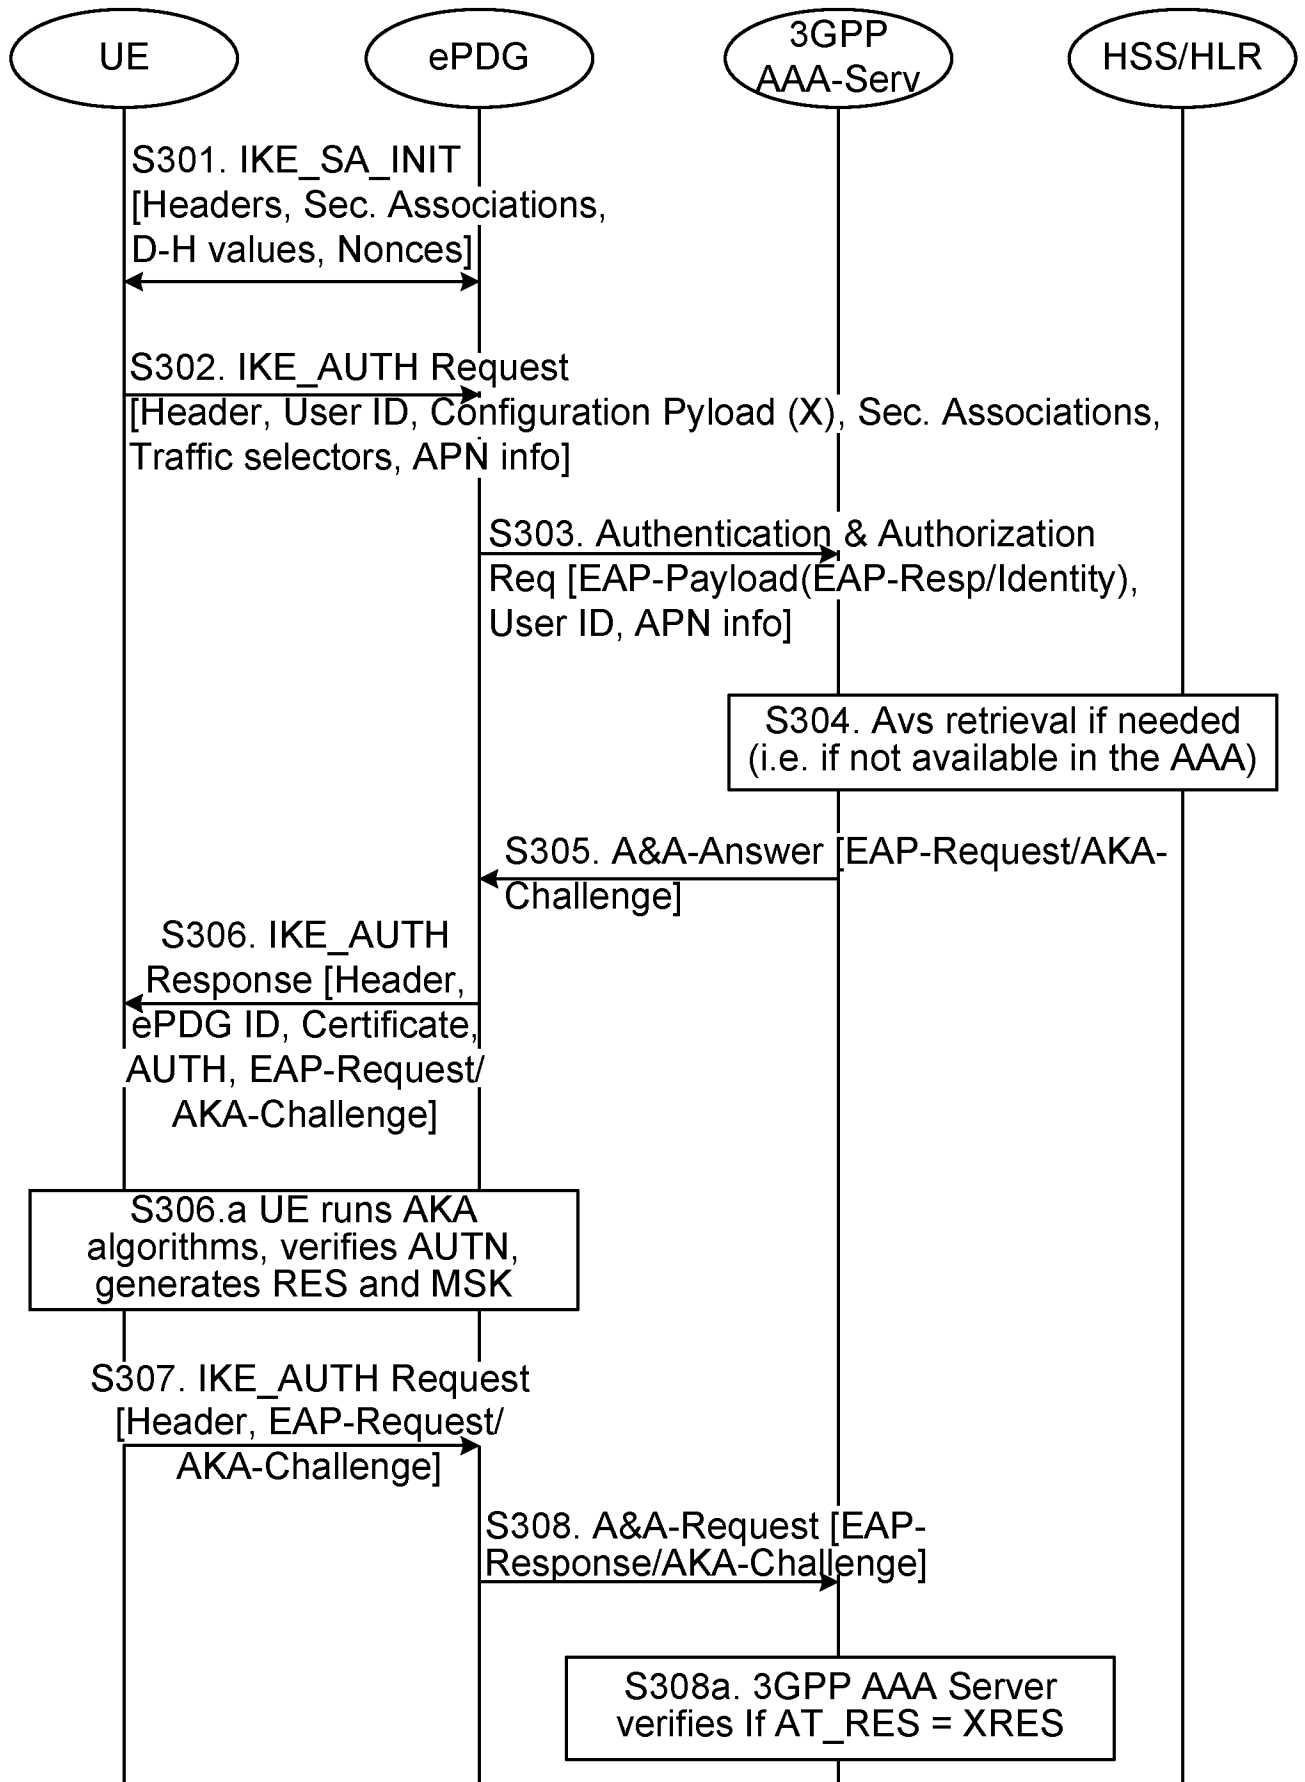 UE
ePDG
3GPP
AAA-Serv
HSS/HLR
S301. IKE_SA_INIT
[Headers, Sec. Associations,
D-H values, Nonces]
S302. IKE_AUTH Request
[Header, User ID, Configuration Pyload (X), Sec. Associations,
Traffic selectors, APN info]
S303. Authentication & Authorization
Req [EAP-Payload(EAP-Resp/Identity),
User ID, APN info]
S304. Avs retrieval if needed
(i.e. if not available in the AAA)
S305. A&A-Answer [EAP-Request/AKA-
Challenge]
S306. IKE_AUTH
Response [Header,
ePDG ID, Certificate,
AUTH, EAP-Request/
AKA-Challenge]
S306.a UE runs AKA
algorithms, verifies AUTN,
generates RES and MSK
S307. IKE_AUTH Request
[Header, EAP-Request/
AKA-Challenge]
S308. A&A-Request [EAP-
Response/AKA-Challenge]
S308a. 3GPP AAA Server
verifies If AT_RES = XRES